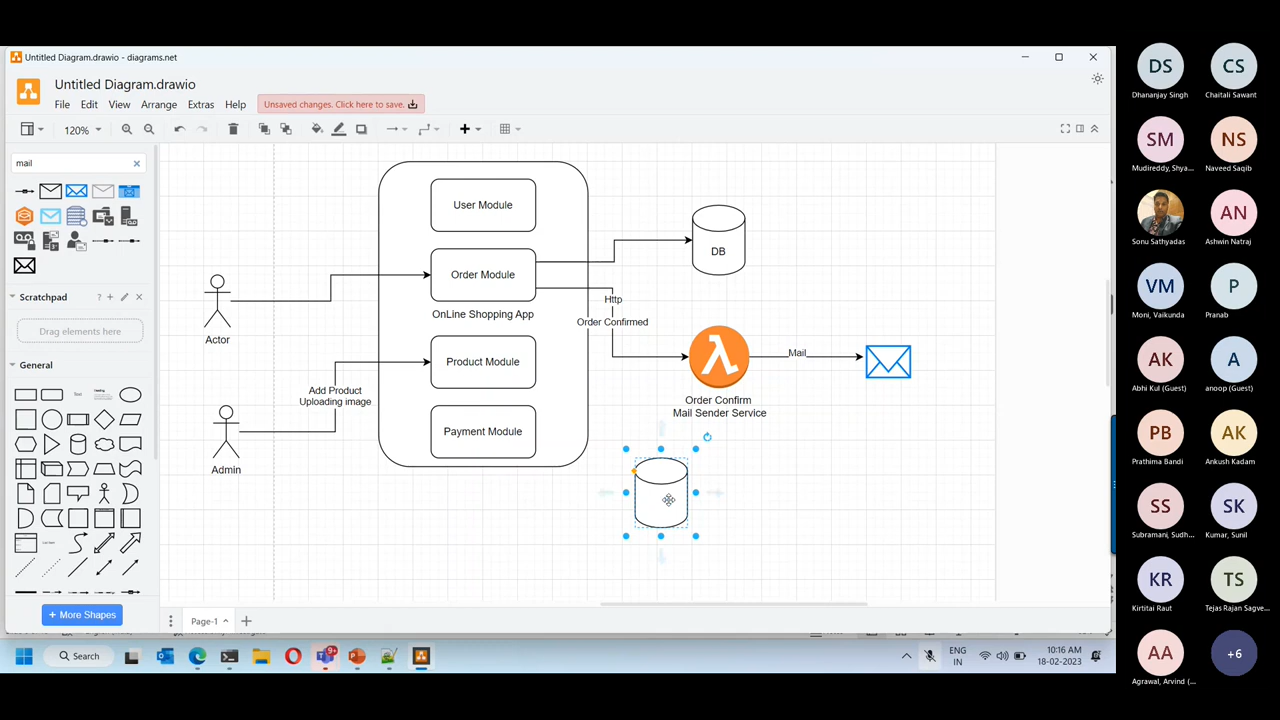 Untitled Diagram.drawio - diagrams.net
Untitled Diagram.drawio
File Edit View Arrange Extras Help
Unsaved changes. Click here to save.
120%
mail
Scratchpad
Drag elements here
General
Text
Heading
+ More Shapes
Page-1
User Module
Order Module
OnLine Shopping App
Product Module
Payment Module
Actor
Admin
Add Product
Uploading image
DB
Http
Order Confirmed
Mail
Order Confirm
Mail Sender Service
Search
9+
ENG
IN
10:16 AM
18-02-2023
DS
Dhananjay Singh
CS
Chaitali Sawant
SM
Mudireddy, Shya...
NS
Naveed Saqib
Sonu Sathyadas
AN
Ashwin Natraj
VM
Moni, Vaikunda
P
Pranab
AK
Abhi Kul (Guest)
A
anoop (Guest)
PB
Prathima Bandi
AK
Ankush Kadam
SS
Subramani, Sudh...
SK
Kumar, Sunil
KR
Kirtitai Raut
TS
Tejas Rajan Sagve...
AA
Agrawal, Arvind (...
+6